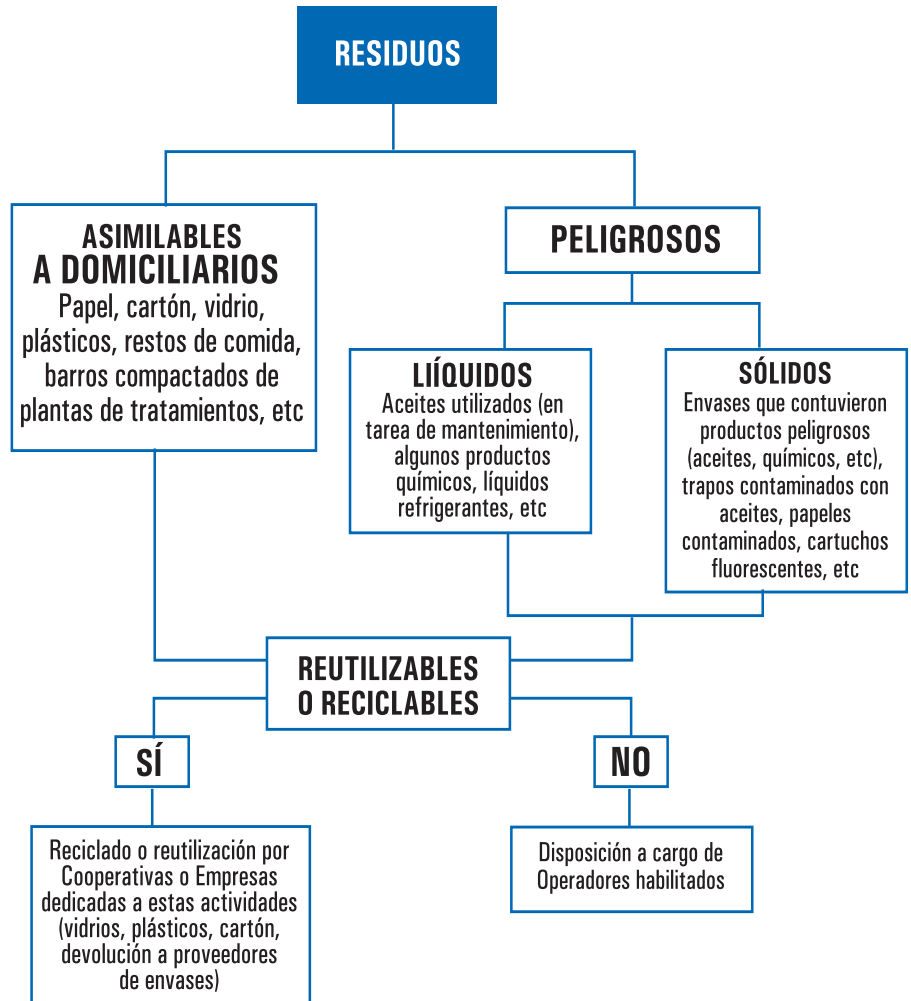 RESIDUOS
ASIMILABLES
A DOMICILIARIOS
Papel, cartón, vidrio,
plásticos, restos de comida,
barros compactados de
plantas de tratamientos, etc
PELIGROSOS
LIÍQUIDOS
Aceites utilizados (en
tarea de mantenimiento),
algunos productos
químicos, líquidos
refrigerantes, etc
SÓLIDOS
Envases que contuvieron
productos peligrosos
(aceites, químicos, etc),
trapos contaminados con
aceites, papeles
contaminados, cartuchos
fluorescentes, etc
REUTILIZABLES
O RECICLABLES
SÍ
NO
Reciclado o reutilización por
Cooperativas o Empresas
dedicadas a estas actividades
(vidrios, plásticos, cartón,
devolución a proveedores
de envases)
Disposición a cargo de
Operadores habilitados